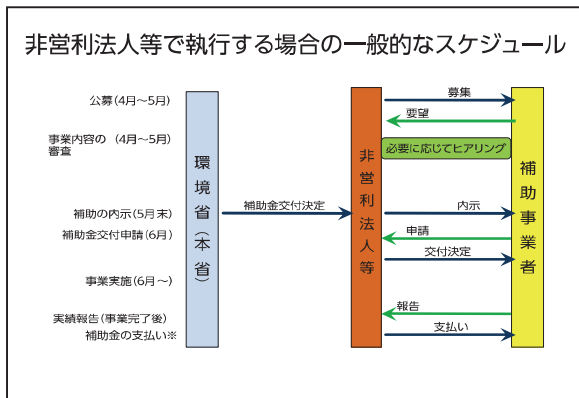 非営利法人等で執行する場合の一般的なスケジュール
公募(4月～5月)
募集
要望
事業内容の (4月～5月)
審査
必要に応じてヒアリング
環境省(本省)
非営利法人等
補助事業者
補助の内示(5月末)
補助金交付決定
内示
補助金交付申請(6月)
申請
交付決定
事業実施(6月～)
実績報告(事業完了後)
報告
補助金の支払い※
支払い